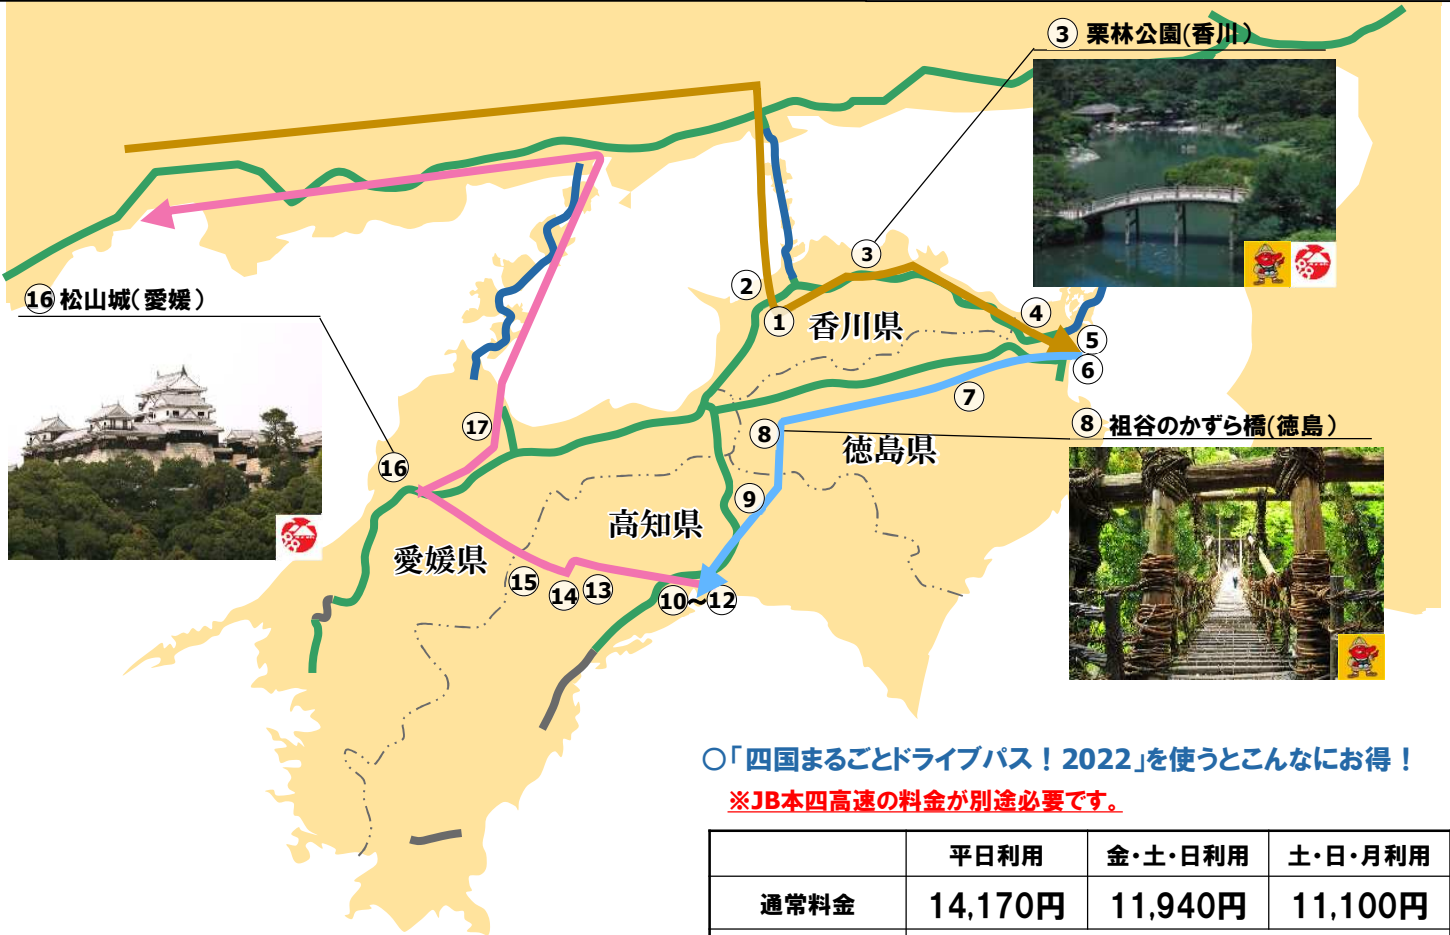 ③ 栗林公園(香川)
⑯ 松山城(愛媛)
②
③
①
香川県
④
⑤
⑥
⑦
⑧ 祖谷のかずら橋(徳島)
⑧
徳島県
⑨
⑰
⑯
高知県
愛媛県
⑮
⑭
⑬
⑩~⑫
○「四国まるごとドライブパス!2022」を使うとこんなにお得!
※JB本四高速の料金が別途必要です。
平日利用 金・土・日利用 土・日・月利用
通常料金 14,170円 11,940円 11,100円